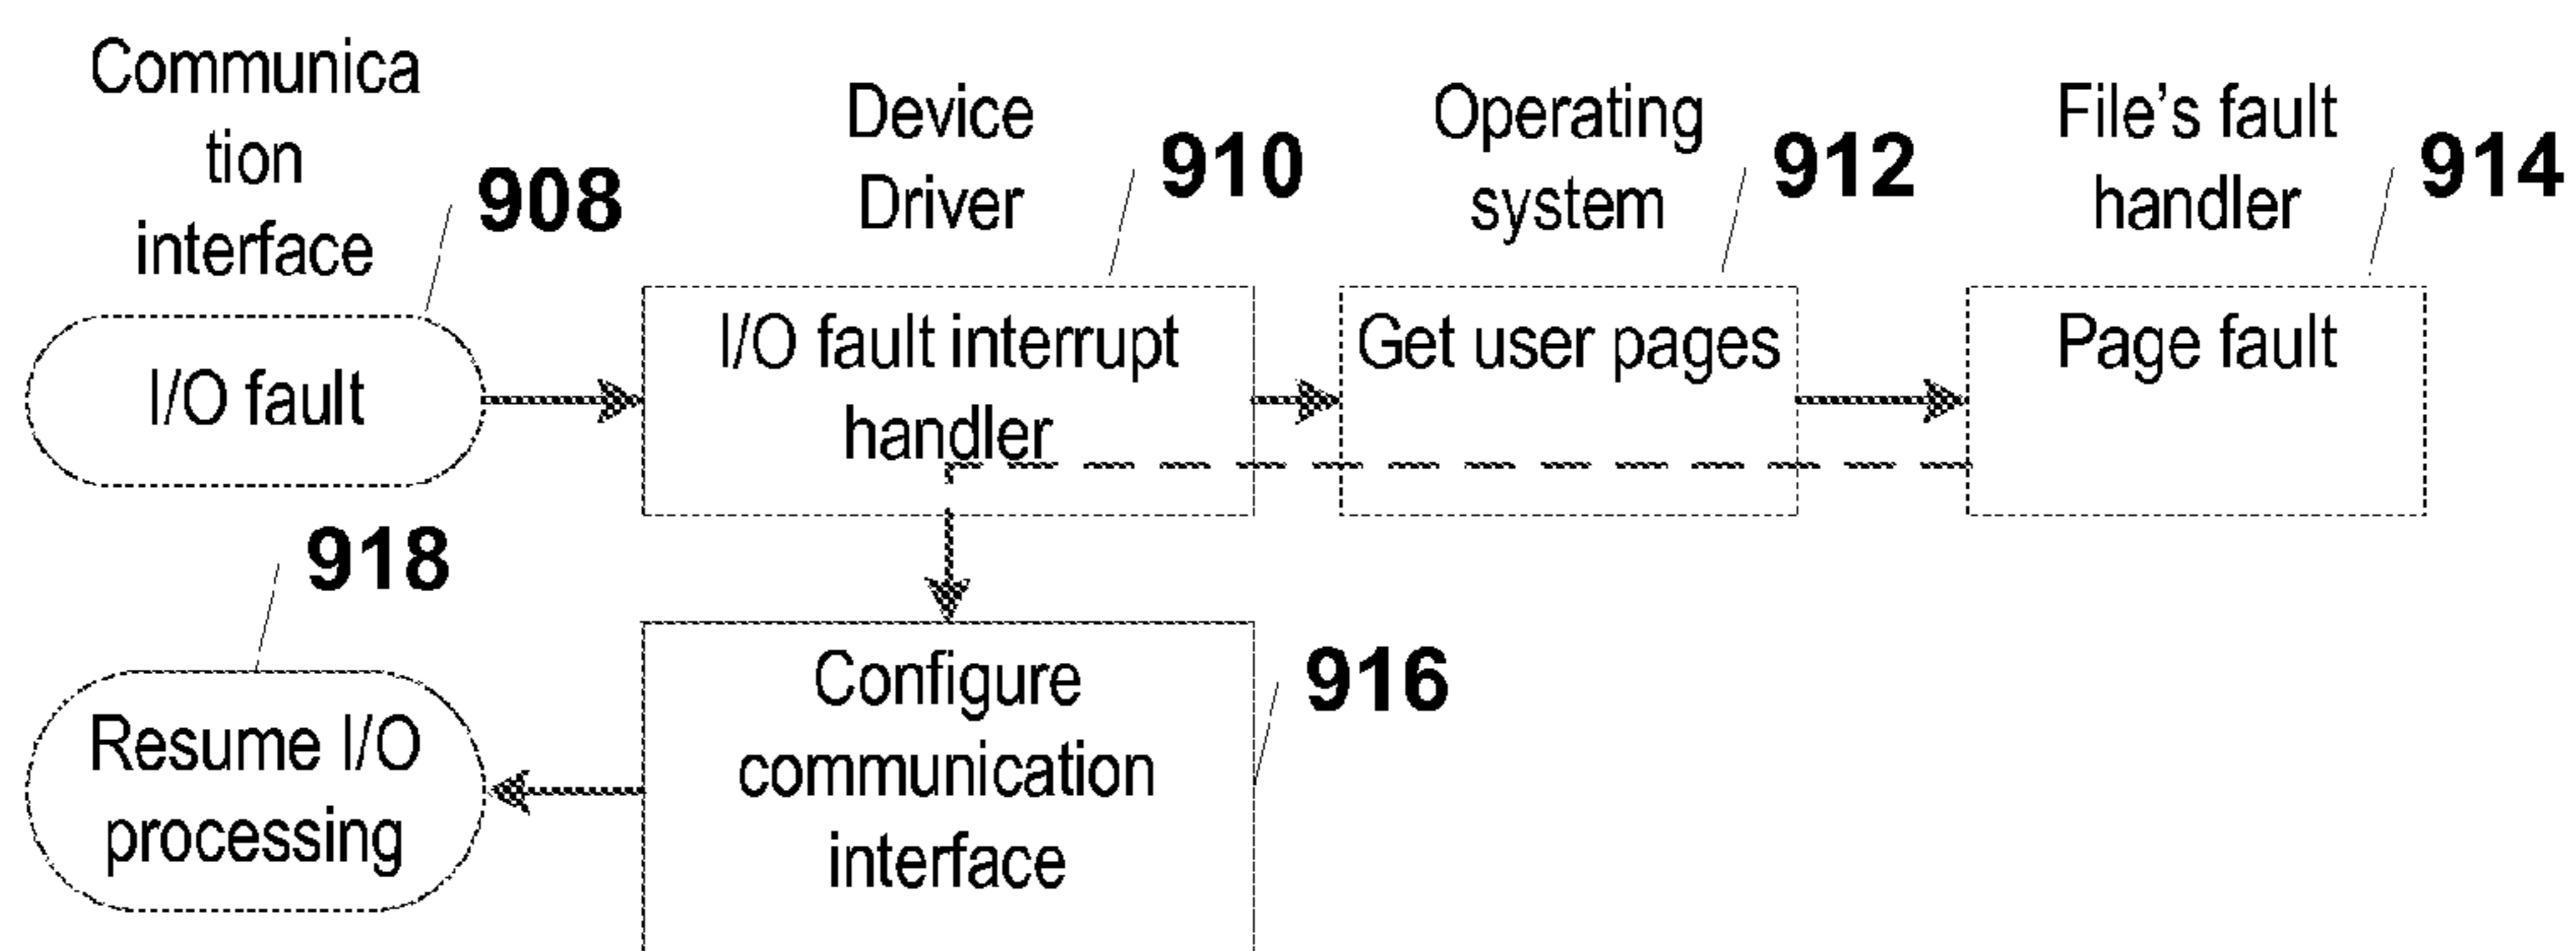 Communica
tion
interface
908
Device
Driver
910
Operating
system
912
File's fault
handler
914
I/O fault
I/O fault interrupt
handler
Get user pages
Page fault
918
Resume I/O
processing
Configure
communication
interface
916